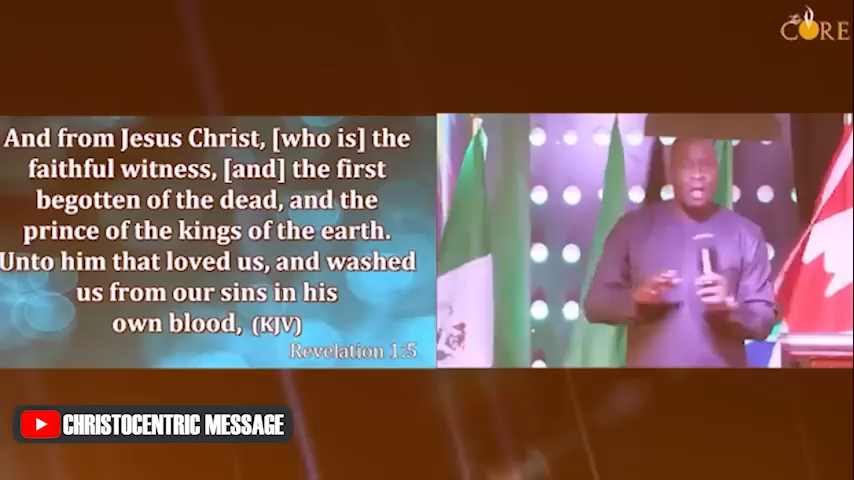 The
CORE
And from Jesus Christ, [who is] the
faithful witness, [and] the first
begotten of the dead, and the
prince of the kings of the earth.
Unto him that loved us, and washed
us from our sins in his
own blood, (KJV)
Revelation 1:5
CHRISTOCENTRIC MESSAGE